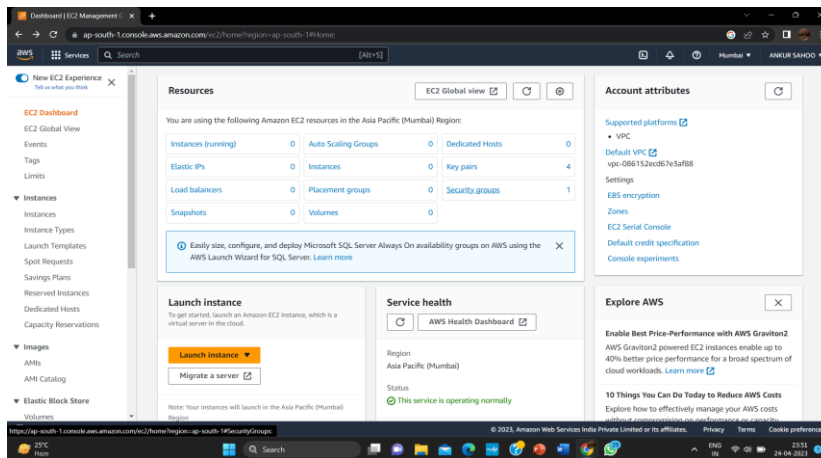 Dashboard | EC2 Management C
ap-south-1.console.aws.amazon.com/ec2/home?region=ap-south-1#Home:
aws Services Search [Alt+S] Mumbai ANKUR SAHOO
New EC2 Experience
Tell us what you think
EC2 Dashboard
EC2 Global View
Events
Tags
Limits
Instances
Instances
Instance Types
Launch Templates
Spot Requests
Savings Plans
Reserved Instances
Dedicated Hosts
Capacity Reservations
Images
AMIs
AMI Catalog
Elastic Block Store
Volumes
Resources
EC2 Global view
You are using the following Amazon EC2 resources in the Asia Pacific (Mumbai) Region:
Instances (running) 0 Auto Scaling Groups 0 Dedicated Hosts 0
Elastic IPs 0 Instances 0 Key pairs 4
Load balancers 0 Placement groups 0 Security groups 1
Snapshots 0 Volumes 0
Easily size, configure, and deploy Microsoft SQL Server Always On availability groups on AWS using the
AWS Launch Wizard for SQL Server. Learn more
Launch instance
To get started, launch an Amazon EC2 instance, which is a
virtual server in the cloud.
Launch instance
Migrate a server
Note: Your instances will launch in the Asia Pacific (Mumbai)
Region
Service health
AWS Health Dashboard
Region
Asia Pacific (Mumbai)
Status
This service is operating normally
Account attributes
Supported platforms
• VPC
Default VPC
vpc-086152ecd67e3af88
Settings
EBS encryption
Zones
EC2 Serial Console
Default credit specification
Console experiments
Explore AWS
Enable Best Price-Performance with AWS Graviton2
AWS Graviton2 powered EC2 instances enable up to
40% better price performance for a broad spectrum of
cloud workloads. Learn more
10 Things You Can Do Today to Reduce AWS Costs
Explore how to effectively manage your AWS costs
without compromising on performance or capacity
https://ap-south-1.console.aws.amazon.com/ec2/home?region=ap-south-1#SecurityGroups:
© 2023, Amazon Web Services India Private Limited or its affiliates. Privacy Terms Cookie preference
25°C
Haze
Search
ENG
IN
23:51
24-04-2023